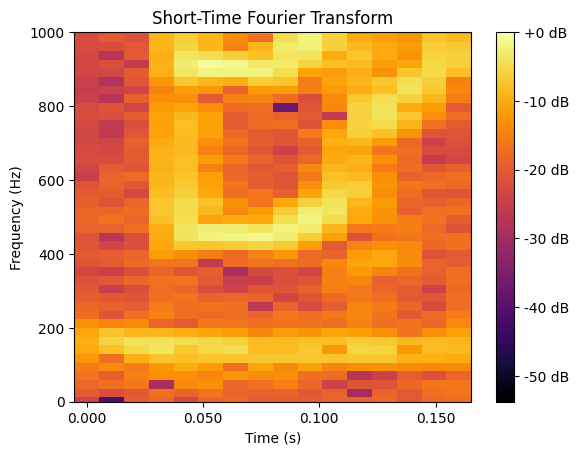 Short-Time Fourier Transform
1000
800
600
400
200
0
Frequency (Hz)
0.000
0.050
0.100
0.150
Time (s)
+0 dB
-10 dB
-20 dB
-30 dB
-40 dB
-50 dB